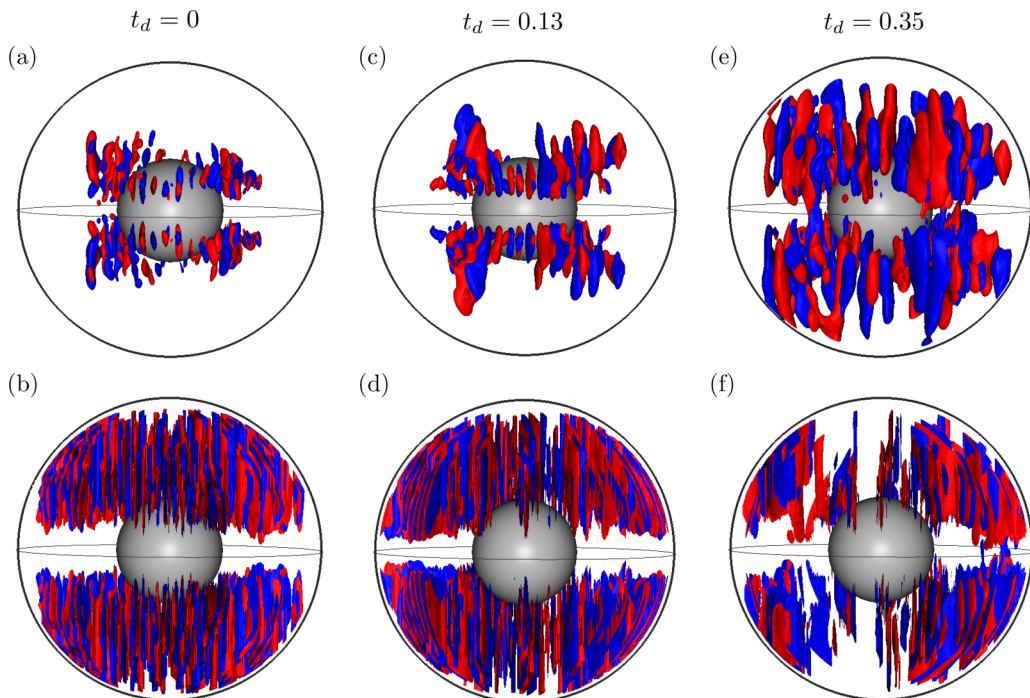 t_d = 0 t_d = 0.13 t_d = 0.35
(a) (c) (e)
(b) (d) (f)